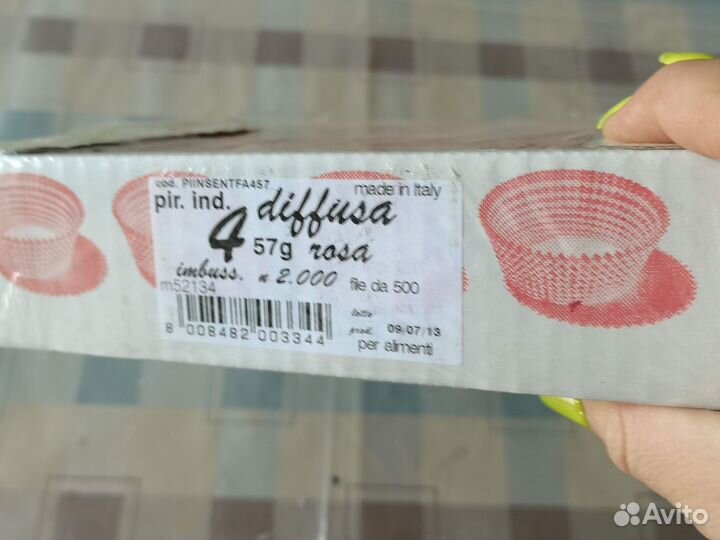 cod. PIINSENTFA457
made in Italy
pir. ind. 4 diffusa
57g rosa
imbuss. n 2.000 file da 500
m52134
8 008482 003344
lotto
prod. 09/07/13
per alimenti
Avito